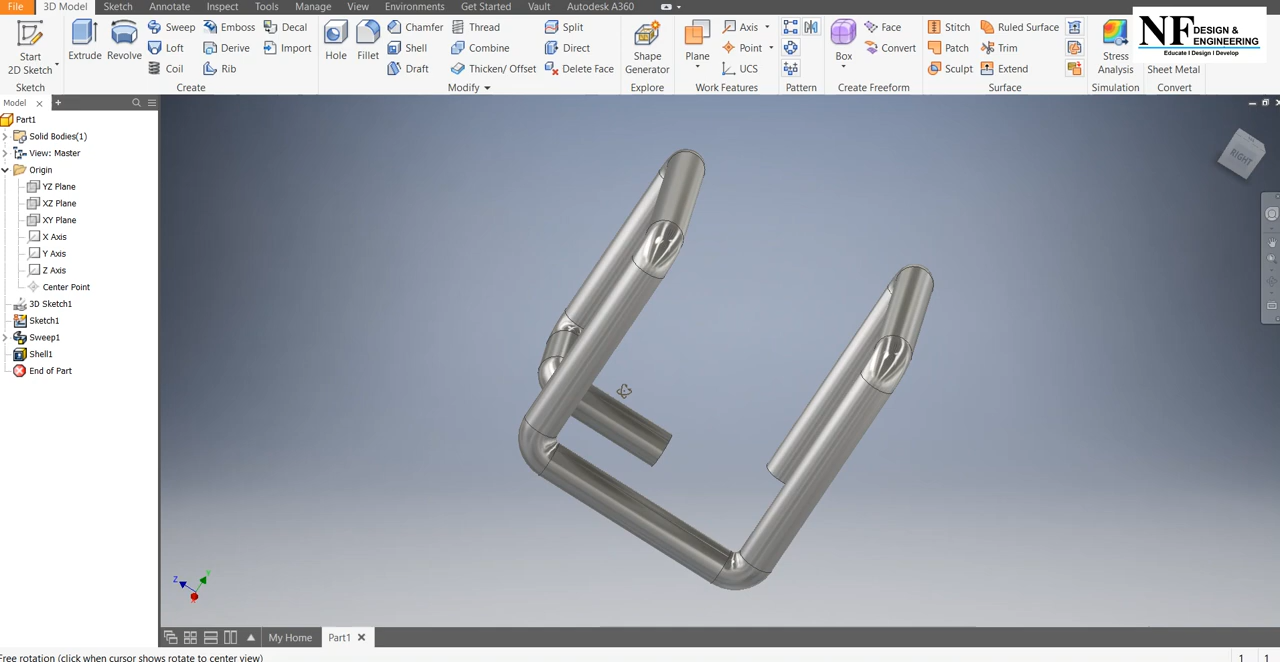 File 3D Model Sketch Annotate Inspect Tools Manage View Environments Get Started Vault Autodesk A360
Start
2D Sketch
Extrude
Revolve
Sweep Emboss Decal
Loft Derive Import
Coil Rib
Hole
Fillet
Chamfer Thread Split
Shell Combine Direct
Draft Thicken/ Offset Delete Face
Shape
Generator
Plane
Axis
Point
UCS
Box
Face
Convert
Stitch Ruled Surface
Patch Trim
Sculpt Extend
Stress
Analysis
Sheet Metal
NF DESIGN &
ENGINEERING
Educate I Design I Develop
Sketch Create Modify Explore Work Features Pattern Create Freeform Surface Simulation Convert
Model
Part1
Solid Bodies(1)
View: Master
Origin
YZ Plane
XZ Plane
XY Plane
X Axis
Y Axis
Z Axis
Center Point
3D Sketch1
Sketch1
Sweep1
Shell1
End of Part
RIGHT
Z Y
X
My Home Part1
Free rotation (click when cursor shows rotate to center view) 1 1